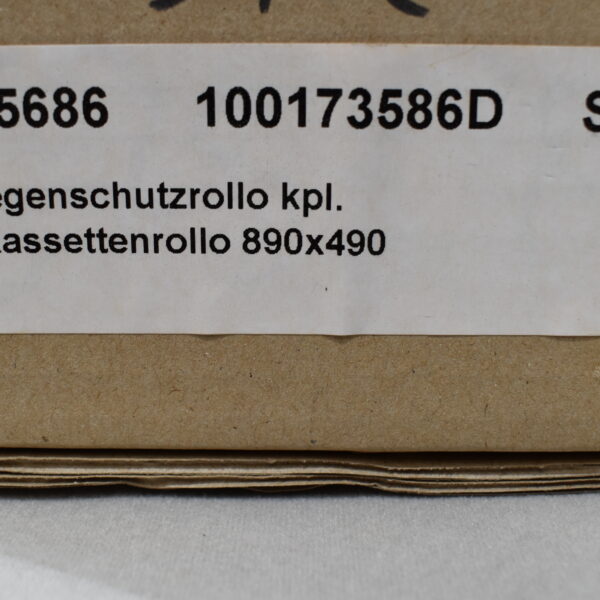 5686 100173586D S
egenschutzrollo kpl.
assettenrollo 890x490